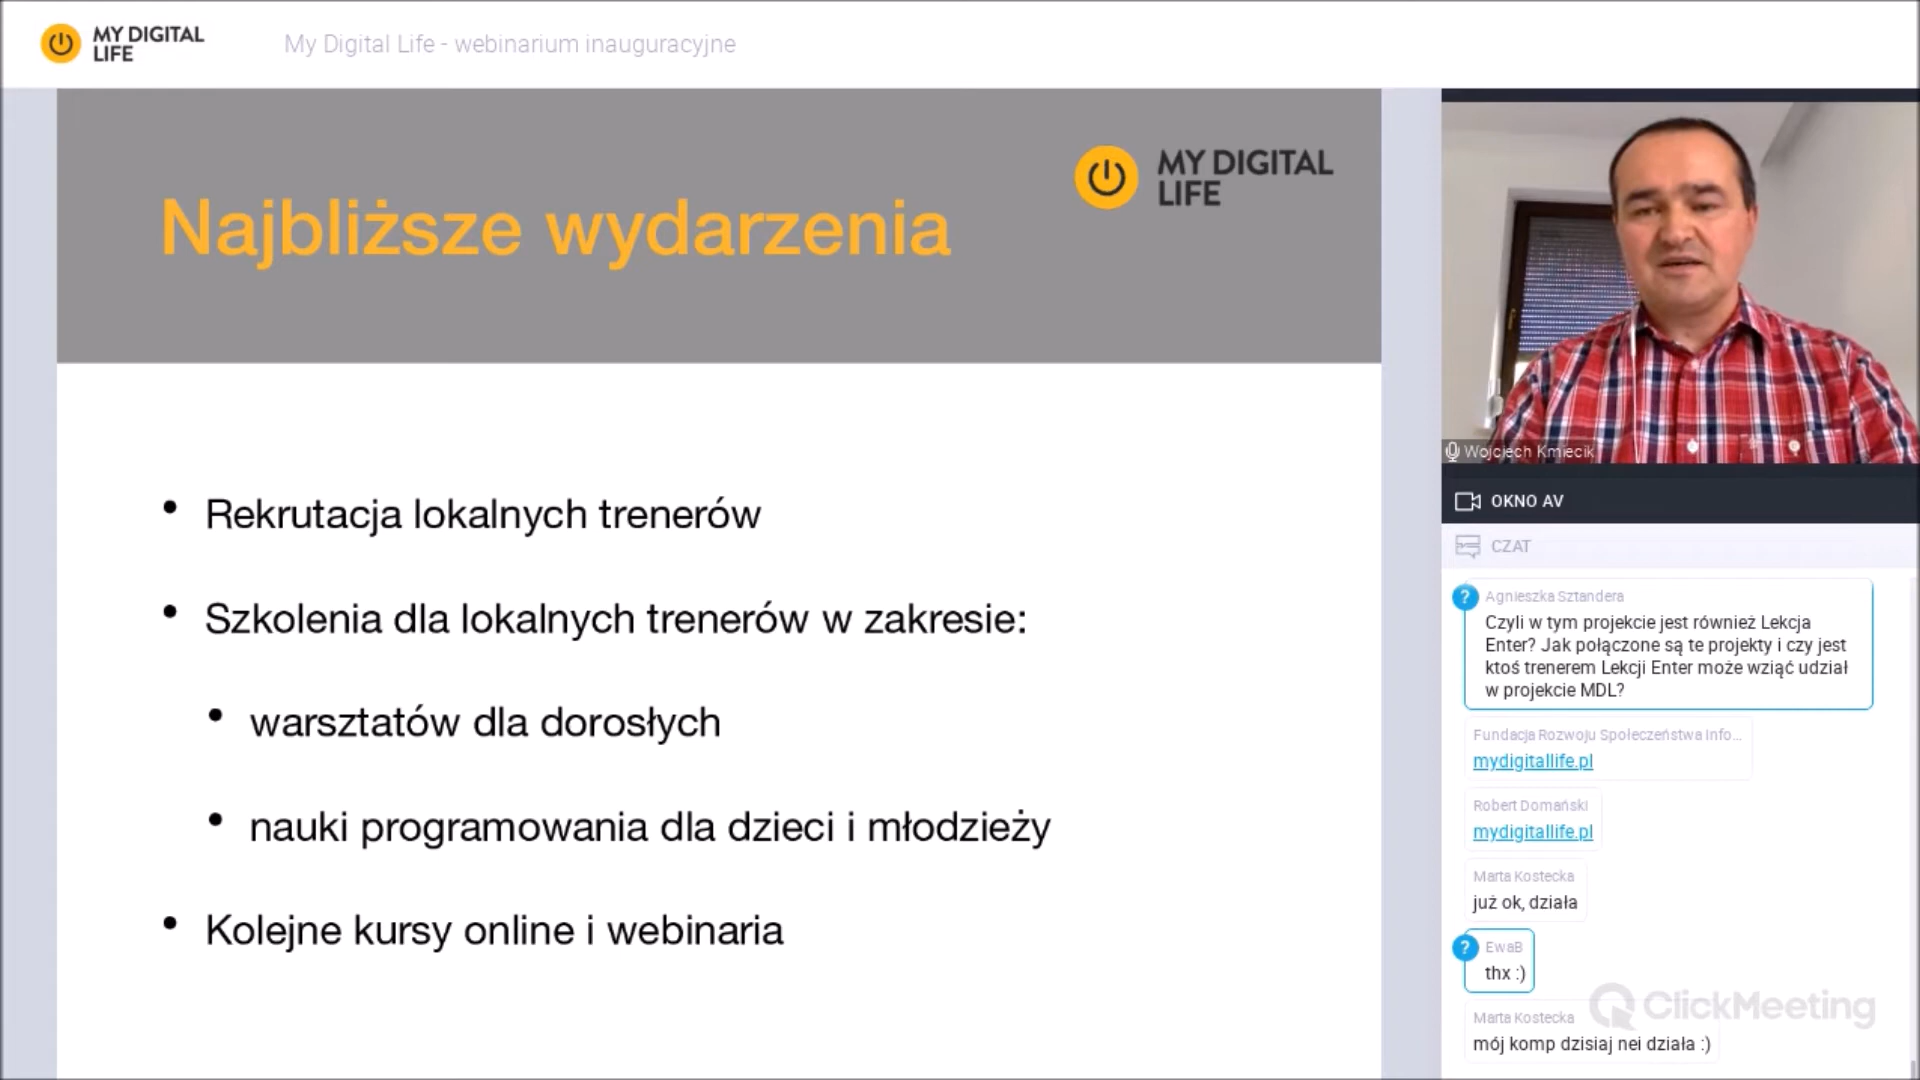 MY DIGITAL
LIFE
My Digital Life - webinarium inauguracyjne
MY DIGITAL
LIFE
Najbliższe wydarzenia
• Rekrutacja lokalnych trenerów
• Szkolenia dla lokalnych trenerów w zakresie:
• warsztatów dla dorosłych
• nauki programowania dla dzieci i młodzieży
• Kolejne kursy online i webinaria
Wojciech Kmiecik
OKNO AV
CZAT
? Agnieszka Sztandera
Czyli w tym projekcie jest również Lekcja
Enter? Jak połączone są te projekty i czy jest
ktoś trenerem Lekcji Enter może wziąć udział
w projekcie MDL?
Fundacja Rozwoju Społeczeństwa Info...
mydigitallife.pl
Robert Domański
mydigitallife.pl
Marta Kostecka
już ok, działa
? EwaB
thx :)
ClickMeeting
Marta Kostecka
mój komp dzisiaj nei działa :)